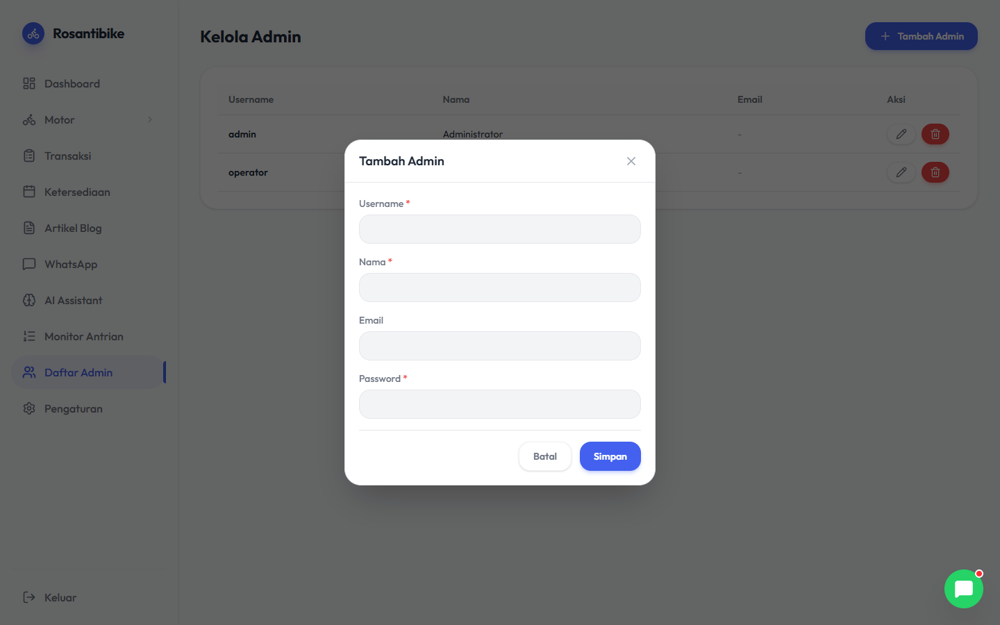 Rosantibike
Dashboard
Motor
Transaksi
Ketersediaan
Artikel Blog
WhatsApp
AI Assistant
Monitor Antrian
Daftar Admin
Pengaturan
Keluar
Kelola Admin
Tambah Admin
Username Nama Email Aksi
admin Administrator -
operator -
Tambah Admin
Username *
Nama *
Email
Password *
Batal Simpan